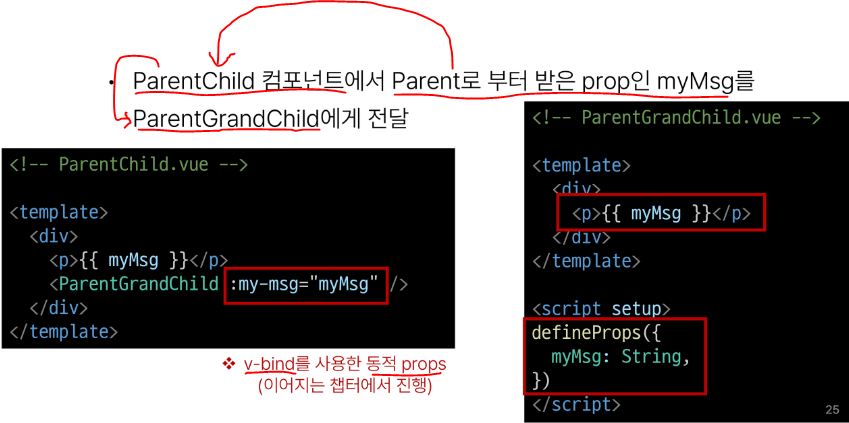 • ParentChild 컴포넌트에서 Parent로 부터 받은 prop인 myMsg를
ParentGrandChild에게 전달
<!-- ParentChild.vue -->
<template>
<div>
<p>{{ myMsg }}</p>
<ParentGrandChild :my-msg="myMsg" />
</div>
</template>
❖ v-bind를 사용한 동적 props
(이어지는 챕터에서 진행)
<!-- ParentGrandChild.vue -->
<template>
<div>
<p>{{ myMsg }}</p>
</div>
</template>
<script setup>
defineProps({
myMsg: String,
})
</script>
25